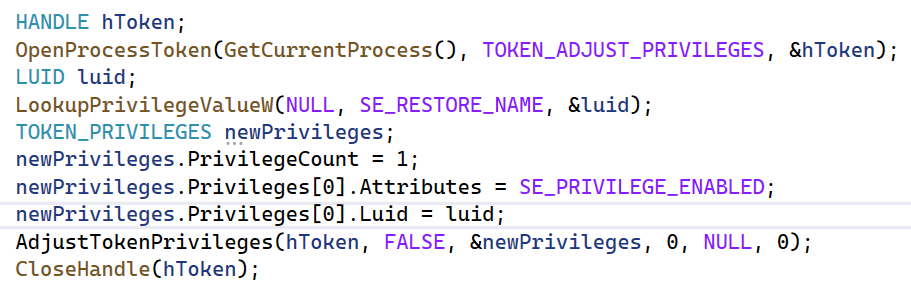 HANDLE hToken;
OpenProcessToken(GetCurrentProcess(), TOKEN_ADJUST_PRIVILEGES, &hToken);
LUID luid;
LookupPrivilegeValueW(NULL, SE_RESTORE_NAME, &luid);
TOKEN_PRIVILEGES newPrivileges;
newPrivileges.PrivilegeCount = 1;
newPrivileges.Privileges[0].Attributes = SE_PRIVILEGE_ENABLED;
newPrivileges.Privileges[0].Luid = luid;
AdjustTokenPrivileges(hToken, FALSE, &newPrivileges, 0, NULL, 0);
CloseHandle(hToken);